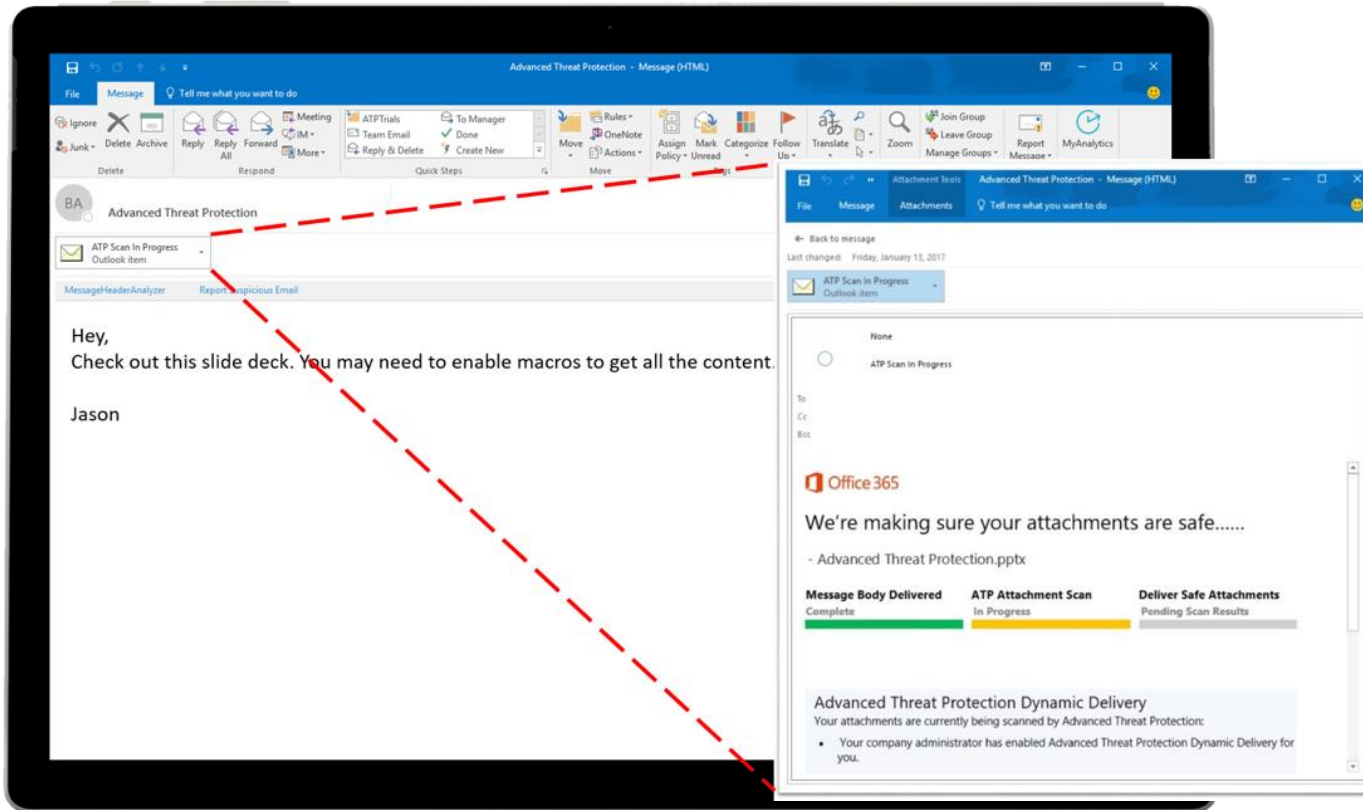 Advanced Threat Protection - Message (HTML)
File Message Tell me what you want to do
Ignore
Junk
Delete Archive
Reply Reply All Forward
Meeting
IM
More
ATPTrials
Team Email
Reply & Delete
To Manager
Done
Create New
Move
Rules
OneNote
Actions
Assign Policy Mark Unread Categorize Follow Up
Translate
Zoom
Join Group
Leave Group
Manage Groups
Report Message
MyAnalytics
Delete Respond Quick Steps Move Tags
BA
Advanced Threat Protection
ATP Scan In Progress
Outlook item
MessageHeaderAnalyzer Report Suspicious Email
Hey,
Check out this slide deck. You may need to enable macros to get all the content.
Jason
Attachment Tools Advanced Threat Protection - Message (HTML)
File Message Attachments Tell me what you want to do
Back to message
Last changed: Friday, January 13, 2017
ATP Scan In Progress
Outlook item
None
ATP Scan In Progress
To
Cc
Bcc
Office 365
We're making sure your attachments are safe......
- Advanced Threat Protection.pptx
Message Body Delivered ATP Attachment Scan Deliver Safe Attachments
Complete In Progress Pending Scan Results
Advanced Threat Protection Dynamic Delivery
Your attachments are currently being scanned by Advanced Threat Protection:
• Your company administrator has enabled Advanced Threat Protection Dynamic Delivery for
you.